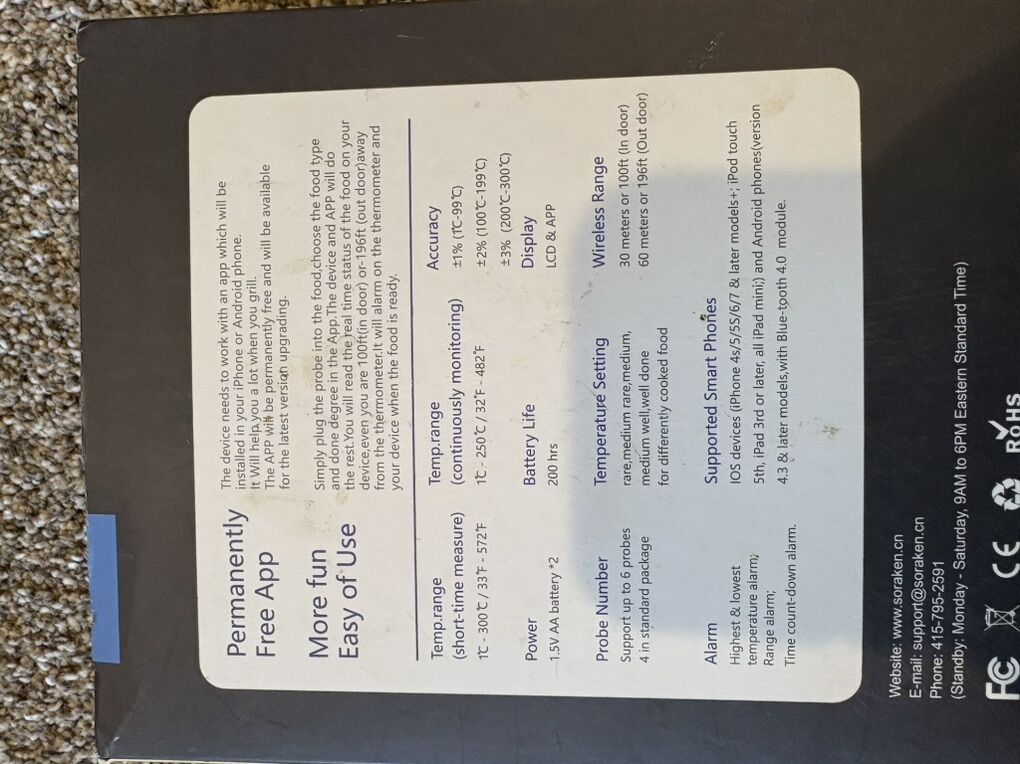 Permanently
Free App
The device needs to work with an app which will be
installed in your iPhone or Android phone.
It Will help you a lot when you grill.
The APP will be permanently free and will be available
for the latest version upgrading.
More fun
Easy of Use
Simply plug the probe into the food,choose the food type
and done degree in the App.The device and APP will do
the rest.You will read the real time status of the food on your
device,even you are 100ft(in door) or-196ft (out door)away
from the thermometer.It will alarm on the thermometer and
your device when the food is ready.
Temp.range
(short-time measure)
1℃ - 300℃ / 33℉ - 572℉
Temp.range
(continuously monitoring)
1℃ - 250℃ / 32℉ - 482℉
Accuracy
±1% (1℃-99℃)
±2% (100℃-199℃)
±3% (200℃-300℃)
Power
1.5V AA battery *2
Battery Life
200 hrs
Display
LCD & APP
Probe Number
Support up to 6 probes
4 in standard package
Temperature Setting
rare,medium rare,medium,
medium well,well done
for differently cooked food
Wireless Range
30 meters or 100ft (In door)
60 meters or 196ft (Out door)
Alarm
Highest & lowest
temperature alarm;
Range alarm;
Time count-down alarm.
Supported Smart Phones
IOS devices (iPhone 4s/5/5S/6/7 & later models+; iPod touch
5th, iPad 3rd or later, all iPad mini;) and Android phones(version
4.3 & later models,with Blue-tooth 4.0 module.
Website: www.soraken.cn
E-mail: support@soraken.cn
Phone: 415-795-2591
(Standby: Monday - Saturday, 9AM to 6PM Eastern Standard Time)
FC CE RoHS